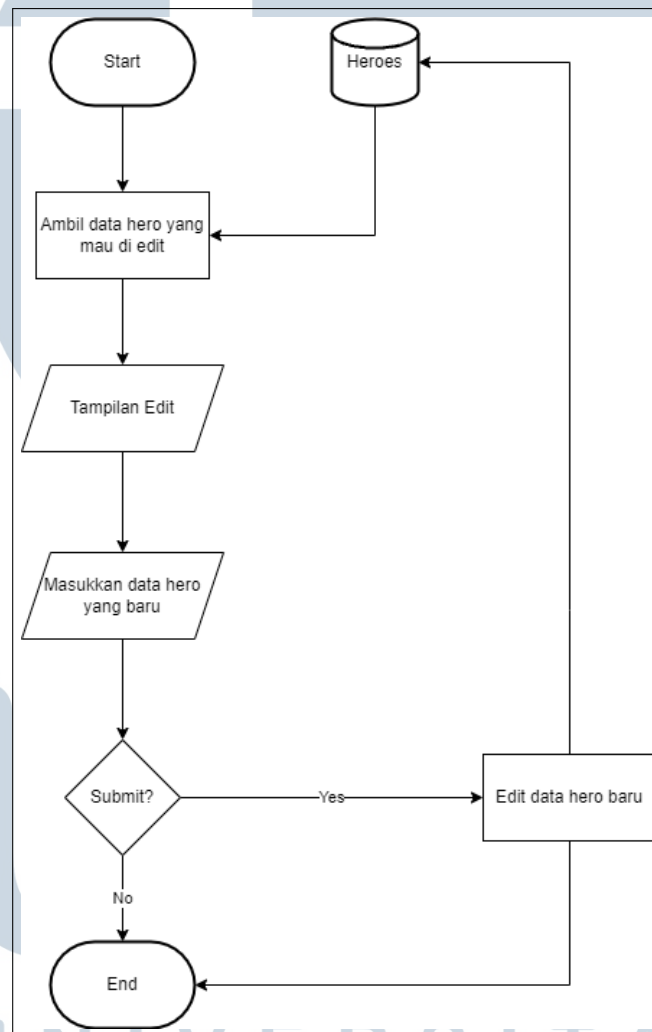 Start
Heroes
Ambil data hero yang
mau di edit
Tampilan Edit
Masukkan data hero
yang baru
Submit?
Yes
Edit data hero baru
No
End